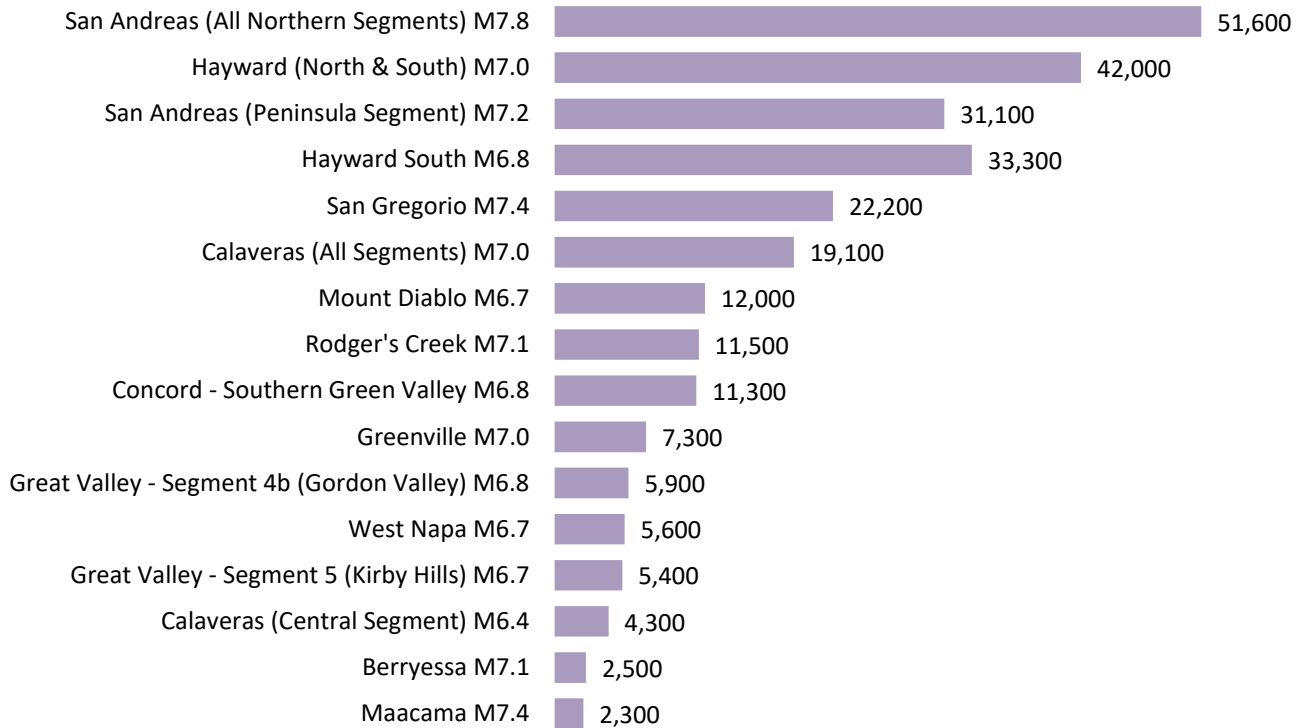 San Andreas (All Northern Segments) M7.8 51,600
Hayward (North & South) M7.0 42,000
San Andreas (Peninsula Segment) M7.2 31,100
Hayward South M6.8 33,300
San Gregorio M7.4 22,200
Calaveras (All Segments) M7.0 19,100
Mount Diablo M6.7 12,000
Rodger's Creek M7.1 11,500
Concord - Southern Green Valley M6.8 11,300
Greenville M7.0 7,300
Great Valley - Segment 4b (Gordon Valley) M6.8 5,900
West Napa M6.7 5,600
Great Valley - Segment 5 (Kirby Hills) M6.7 5,400
Calaveras (Central Segment) M6.4 4,300
Berryessa M7.1 2,500
Maacama M7.4 2,300